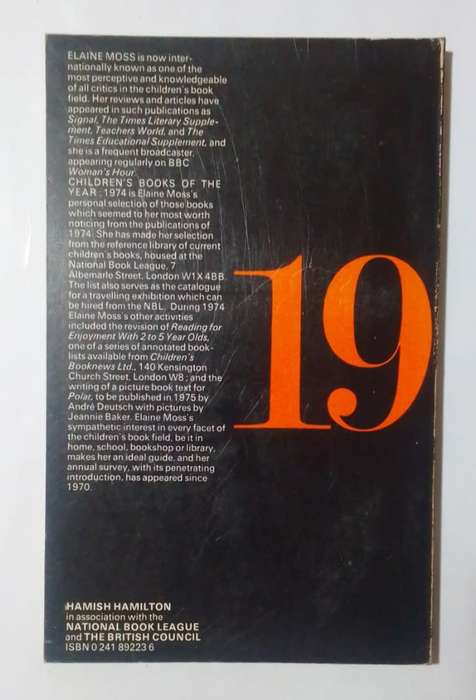 ELAINE MOSS is now inter-
nationally known as one of the
most perceptive and knowledgeable
of all critics in the children's book
field. Her reviews and articles have
appeared in such publications as
Signal, The Times Literary Supple-
ment, Teachers World, and The
Times Educational Supplement, and
she is a frequent broadcaster,
appearing regularly on BBC
Woman's Hour.
CHILDREN'S BOOKS OF THE
YEAR: 1974 is Elaine Moss's
personal selection of those books
which seemed to her most worth
noticing from the publications of
1974. She has made her selection
from the reference library of current
children's books, housed at the
National Book League, 7
Albemarle Street, London W1X 4BB.
The list also serves as the catalogue
for a travelling exhibition which can
be hired from the NBL. During 1974
Elaine Moss's other activities
included the revision of Reading for
Enjoyment With 2 to 5 Year Olds,
one of a series of annotated book-
lists available from Children's
Booknews Ltd., 140 Kensington
Church Street, London W8; and the
writing of a picture book text for
Polar, to be published in 1975 by
André Deutsch with pictures by
Jeannie Baker. Elaine Moss's
sympathetic interest in every facet of
the children's book field, be it in
home, school, bookshop or library,
makes her an ideal guide, and her
annual survey, with its penetrating
introduction, has appeared since
1970.
19
HAMISH HAMILTON
in association with the
NATIONAL BOOK LEAGUE
and THE BRITISH COUNCIL
ISBN 0 241 89223 6